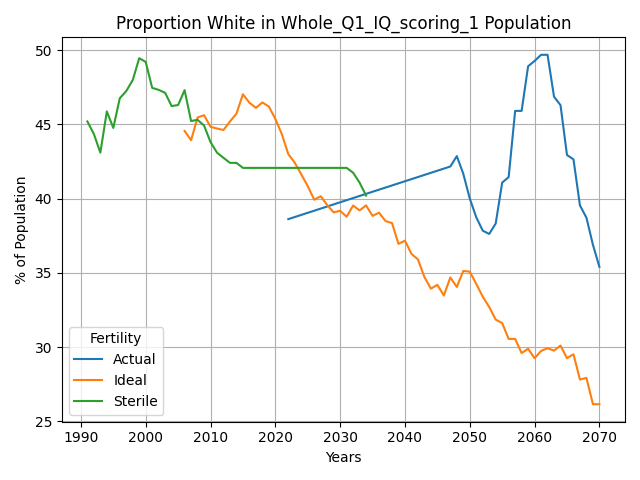 Proportion White in Whole_Q1_IQ_scoring_1 Population
% of Population
50
45
40
35
30
25
Fertility
Actual
Ideal
Sterile
1990 2000 2010 2020 2030 2040 2050 2060 2070
Years